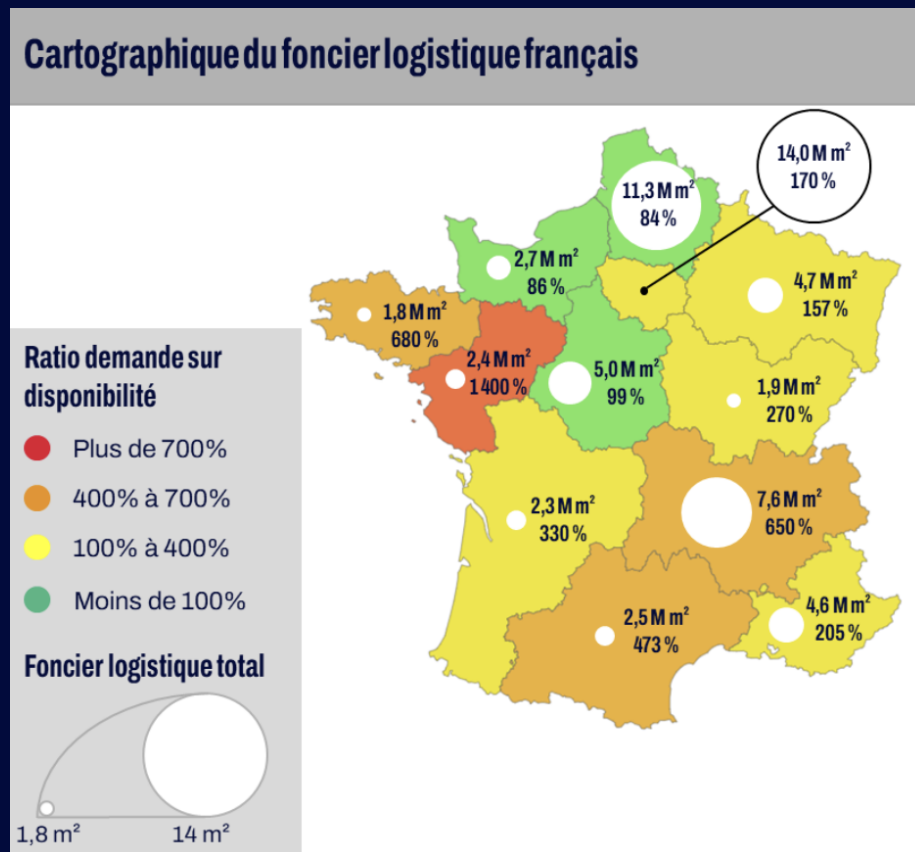 Cartographique du foncier logistique français
14,0 M m²
170 %
11,3 M m²
84 %
2,7 M m²
86 %
4,7 M m²
157 %
1,8 M m²
680 %
2,4 M m²
1 400 %
5,0 M m²
99 %
1,9 M m²
270 %
2,3 M m²
330 %
7,6 M m²
650 %
2,5 M m²
473 %
4,6 M m²
205 %
Ratio demande sur
disponibilité
Plus de 700%
400% à 700%
100% à 400%
Moins de 100%
Foncier logistique total
1,8 m²
14 m²